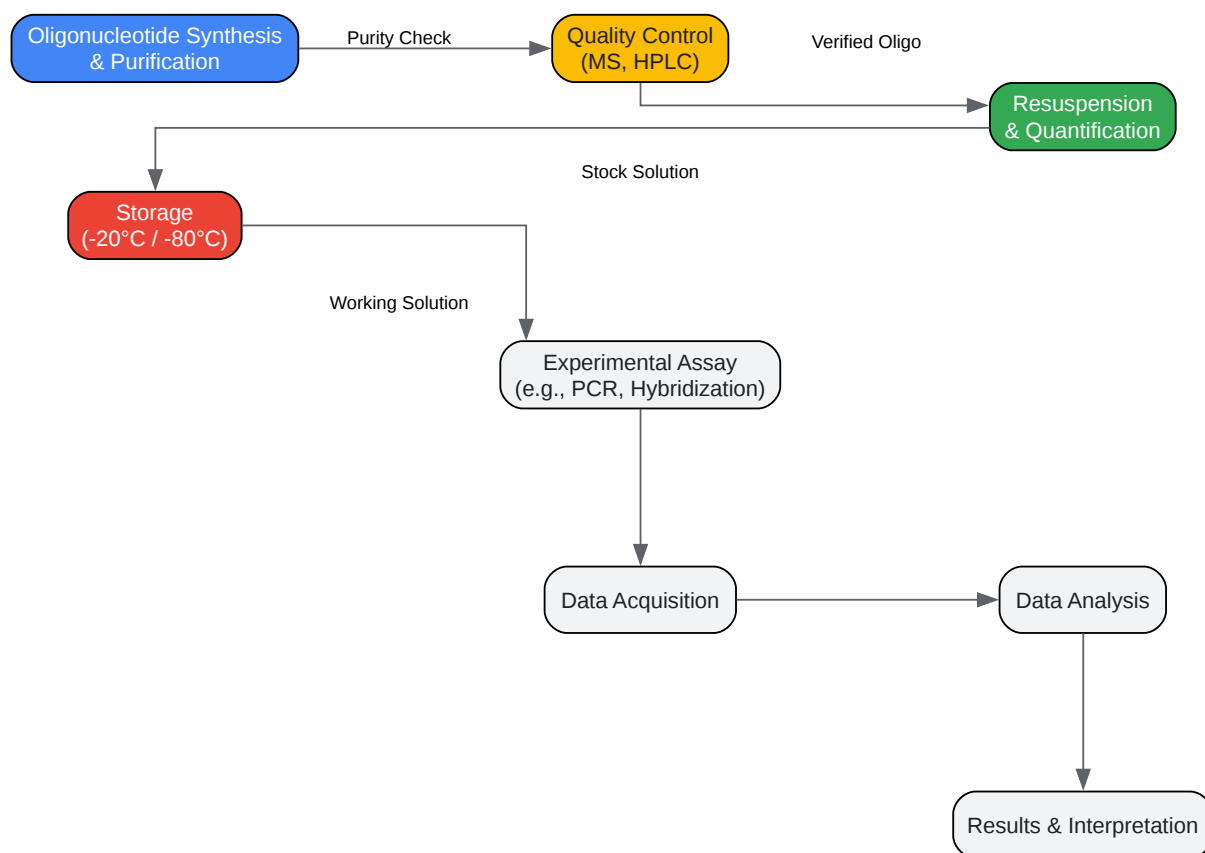 Oligonucleotide Synthesis
& Purification
Purity Check
Quality Control
(MS, HPLC)
Verified Oligo
Resuspension
& Quantification
Stock Solution
Storage
(-20°C / -80°C)
Working Solution
Experimental Assay
(e.g., PCR, Hybridization)
Data Acquisition
Data Analysis
Results & Interpretation